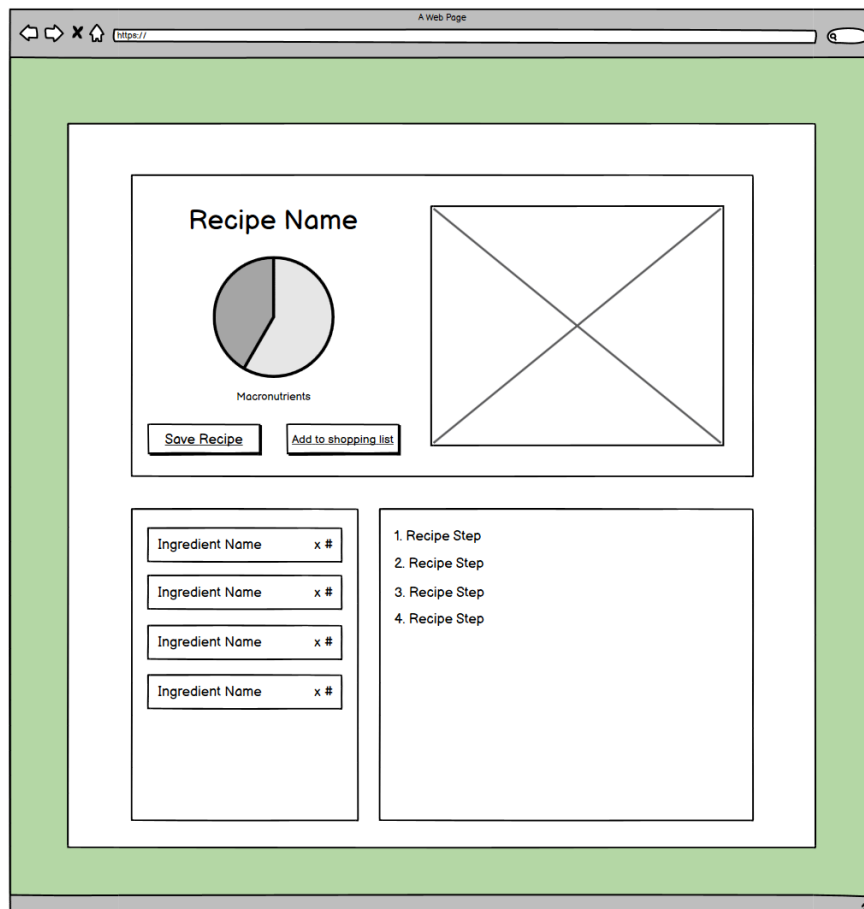 A Web Page
https://
Recipe Name
Macronutrients
Save Recipe
Add to shopping list
Ingredient Name x #
Ingredient Name x #
Ingredient Name x #
Ingredient Name x #
1. Recipe Step
2. Recipe Step
3. Recipe Step
4. Recipe Step